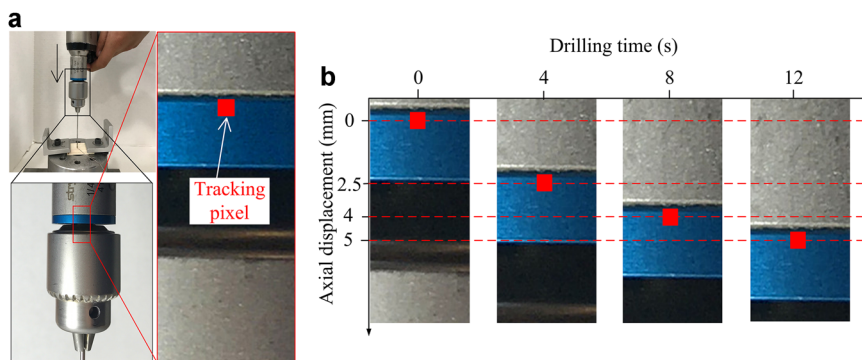 a
Tracking
pixel
b
Drilling time (s)
0
4
8
12
Axial displacement (mm)
0
2.5
4
5